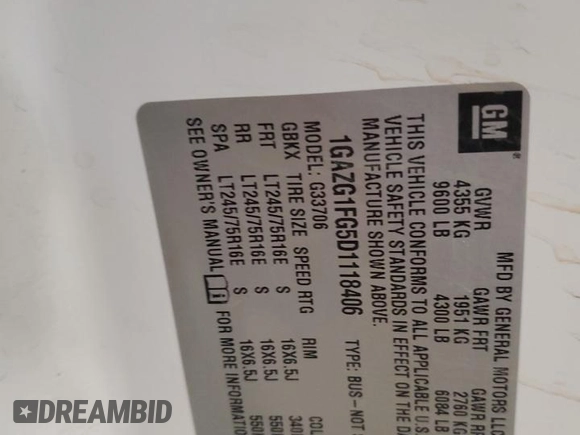 GM
®
MFD BY GENERAL MOTORS LLC
GVWR GAWR FRT GAWR RR
4355 KG 1951 KG 2760 KG
9600 LB 4300 LB 6084 LB
THIS VEHICLE CONFORMS TO ALL APPLICABLE U.S.
VEHICLE SAFETY STANDARDS IN EFFECT ON THE
MANUFACTURE SHOWN ABOVE.
1GAZG1FG5D1118406 TYPE: BUS-NOT
MODEL: G33706
GBKX TIRE SIZE SPEED RTG RIM
FRT LT245/75R16E S 16X6.5J
RR LT245/75R16E S 16X6.5J
SPA LT245/75R16E S 16X6.5J
SEE OWNER'S MANUAL FOR MORE INFORMATION
DREAMBID